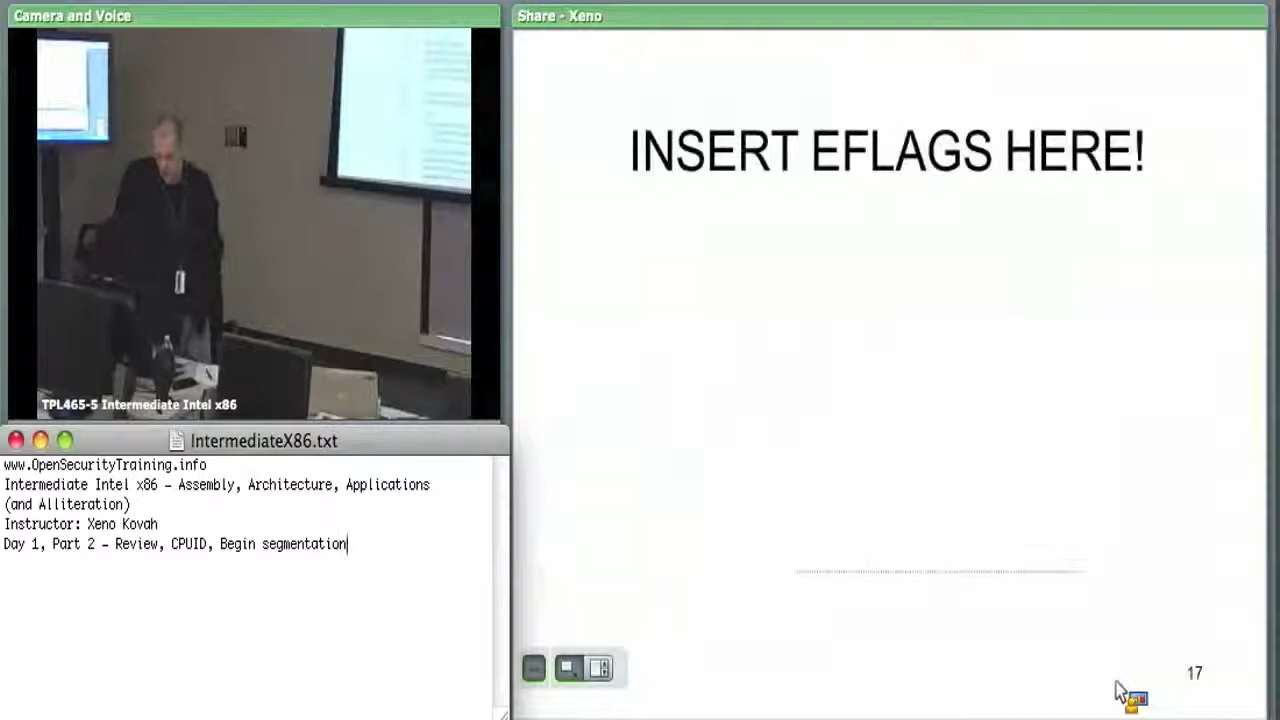 Camera and Voice
TPL465-5 Intermediate Intel x86
IntermediateX86.txt
www.OpenSecurityTraining.info
Intermediate Intel x86 – Assembly, Architecture, Applications
(and Alliteration)
Instructor: Xeno Kovah
Day 1, Part 2 – Review, CPUID, Begin segmentation
Share - Xeno
INSERT EFLAGS HERE!
17